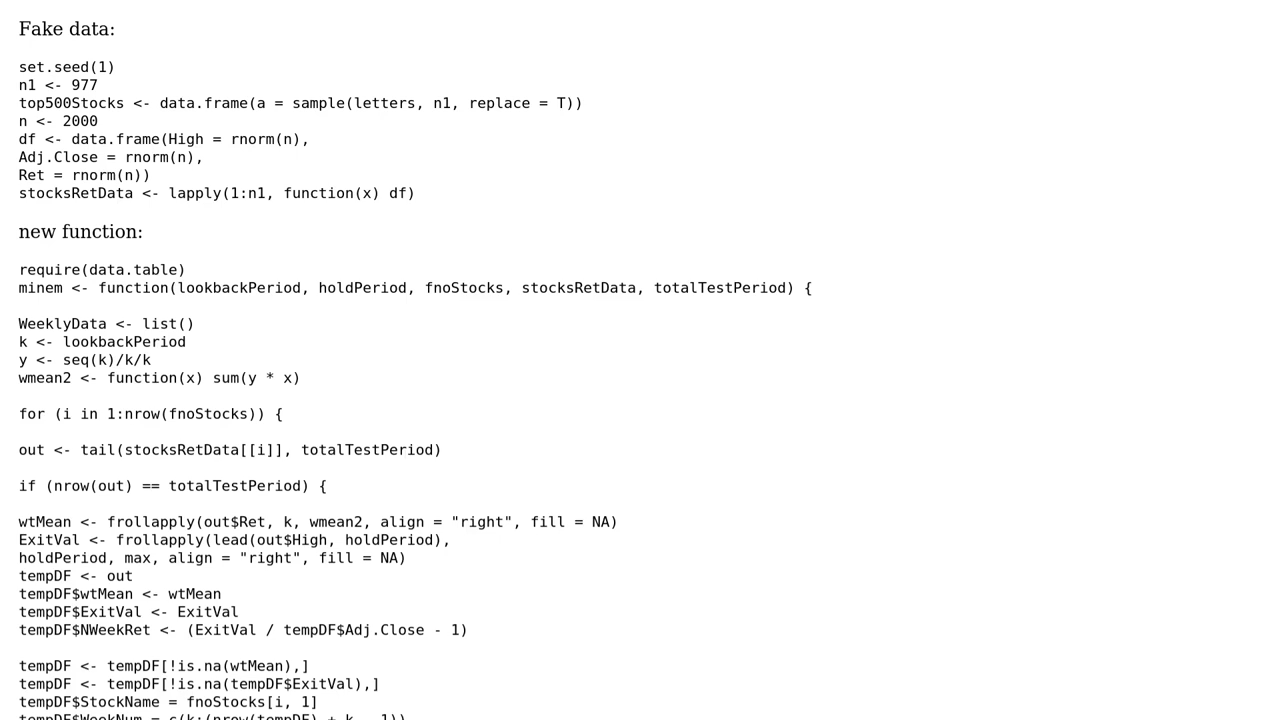 Fake data:
set.seed(1)
n1 <- 977
top500Stocks <- data.frame(a = sample(letters, n1, replace = T))
n <- 2000
df <- data.frame(High = rnorm(n),
Adj.Close = rnorm(n),
Ret = rnorm(n))
stocksRetData <- lapply(1:n1, function(x) df)
new function:
require(data.table)
minem <- function(lookbackPeriod, holdPeriod, fnoStocks, stocksRetData, totalTestPeriod) {
WeeklyData <- list()
k <- lookbackPeriod
y <- seq(k)/k/k
wmean2 <- function(x) sum(y * x)
for (i in 1:nrow(fnoStocks)) {
out <- tail(stocksRetData[[i]], totalTestPeriod)
if (nrow(out) == totalTestPeriod) {
wtMean <- frollapply(out$Ret, k, wmean2, align = "right", fill = NA)
ExitVal <- frollapply(lead(out$High, holdPeriod),
holdPeriod, max, align = "right", fill = NA)
tempDF <- out
tempDF$wtMean <- wtMean
tempDF$ExitVal <- ExitVal
tempDF$NWeekRet <- (ExitVal / tempDF$Adj.Close - 1)
tempDF <- tempDF[!is.na(wtMean),]
tempDF <- tempDF[!is.na(tempDF$ExitVal),]
tempDF$StockName = fnoStocks[i, 1]
tempDF$WeekNum = c(k:(nrow(tempDF) + k - 1))